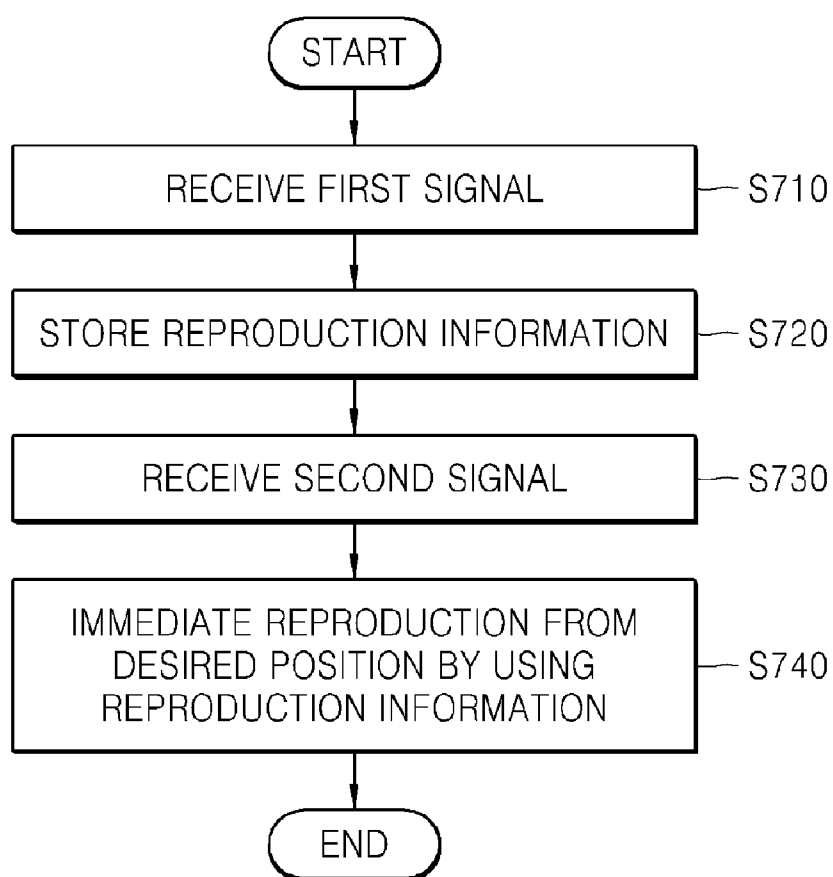 START
RECEIVE FIRST SIGNAL
S710
STORE REPRODUCTION INFORMATION
S720
RECEIVE SECOND SIGNAL
S730
IMMEDIATE REPRODUCTION FROM
DESIRED POSITION BY USING
REPRODUCTION INFORMATION
S740
END